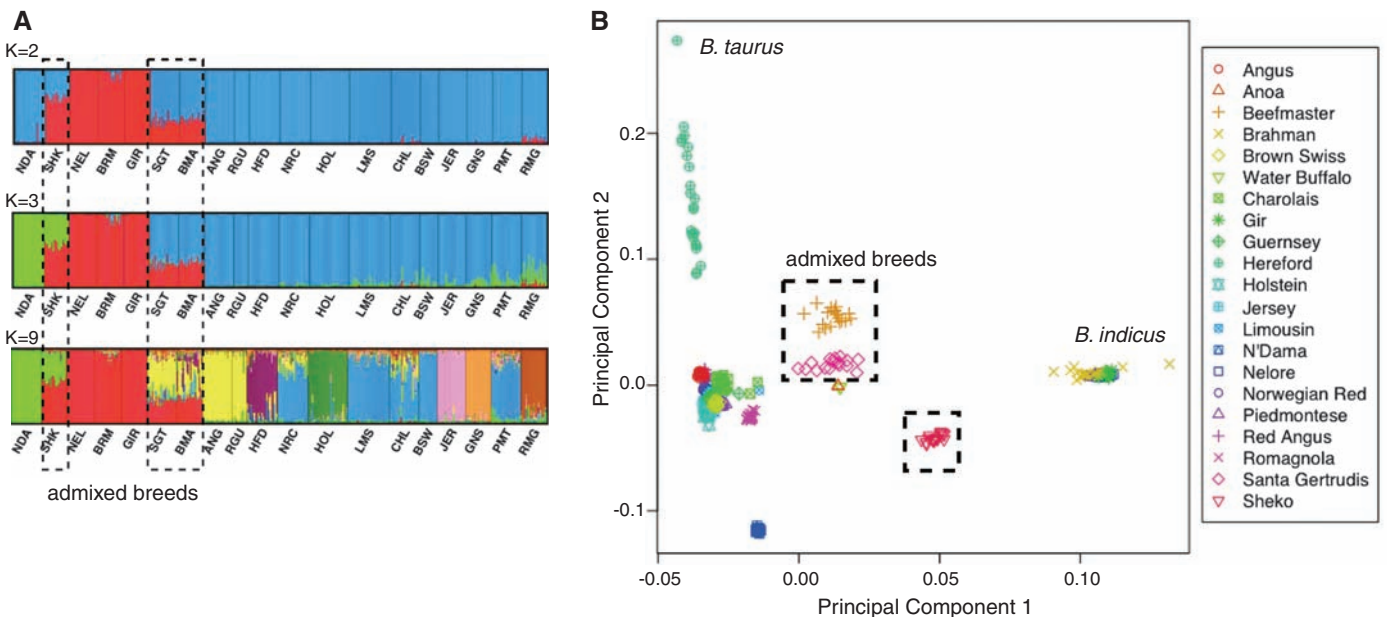 A
K=2
NDA SHK NEL BRM GIR SGT BMA ANG RGU HFD NRC HOL LMS CHL BSW JER GNS PMT RMG
K=3
NDA SHK NEL BRM GIR SGT BMA ANG RGU HFD NRC HOL LMS CHL BSW JER GNS PMT RMG
K=9
NDA SHK NEL BRM GIR SGT BMA ANG RGU HFD NRC HOL LMS CHL BSW JER GNS PMT RMG
admixed breeds
B
B. taurus
admixed breeds
B. indicus
Principal Component 2
0.2
0.1
0.0
-0.1
-0.05 0.00 0.05 0.10
Principal Component 1
Angus
Anoa
Beefmaster
Brahman
Brown Swiss
Water Buffalo
Charolais
Gir
Guernsey
Hereford
Holstein
Jersey
Limousin
N'Dama
Nelore
Norwegian Red
Piedmontese
Red Angus
Romagnola
Santa Gertrudis
Sheko